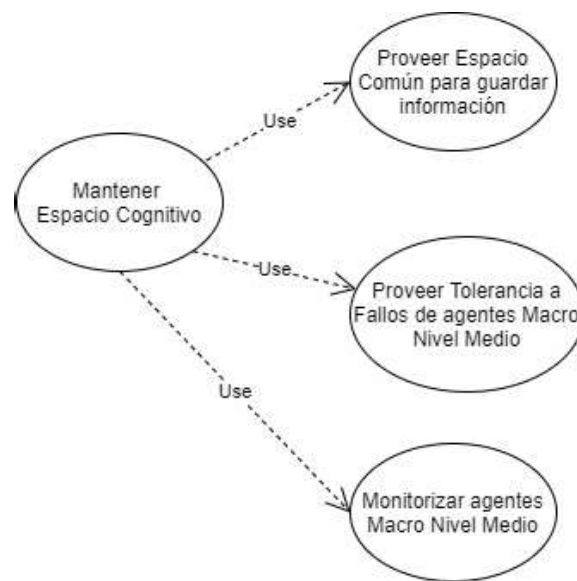 Proveer Espacio
Común para guardar
información
Use
Mantener
Espacio Cognitivo
Use
Proveer Tolerancia a
Fallos de agentes Macro
Nivel Medio
Use
Monitorizar agentes
Macro Nivel Medio